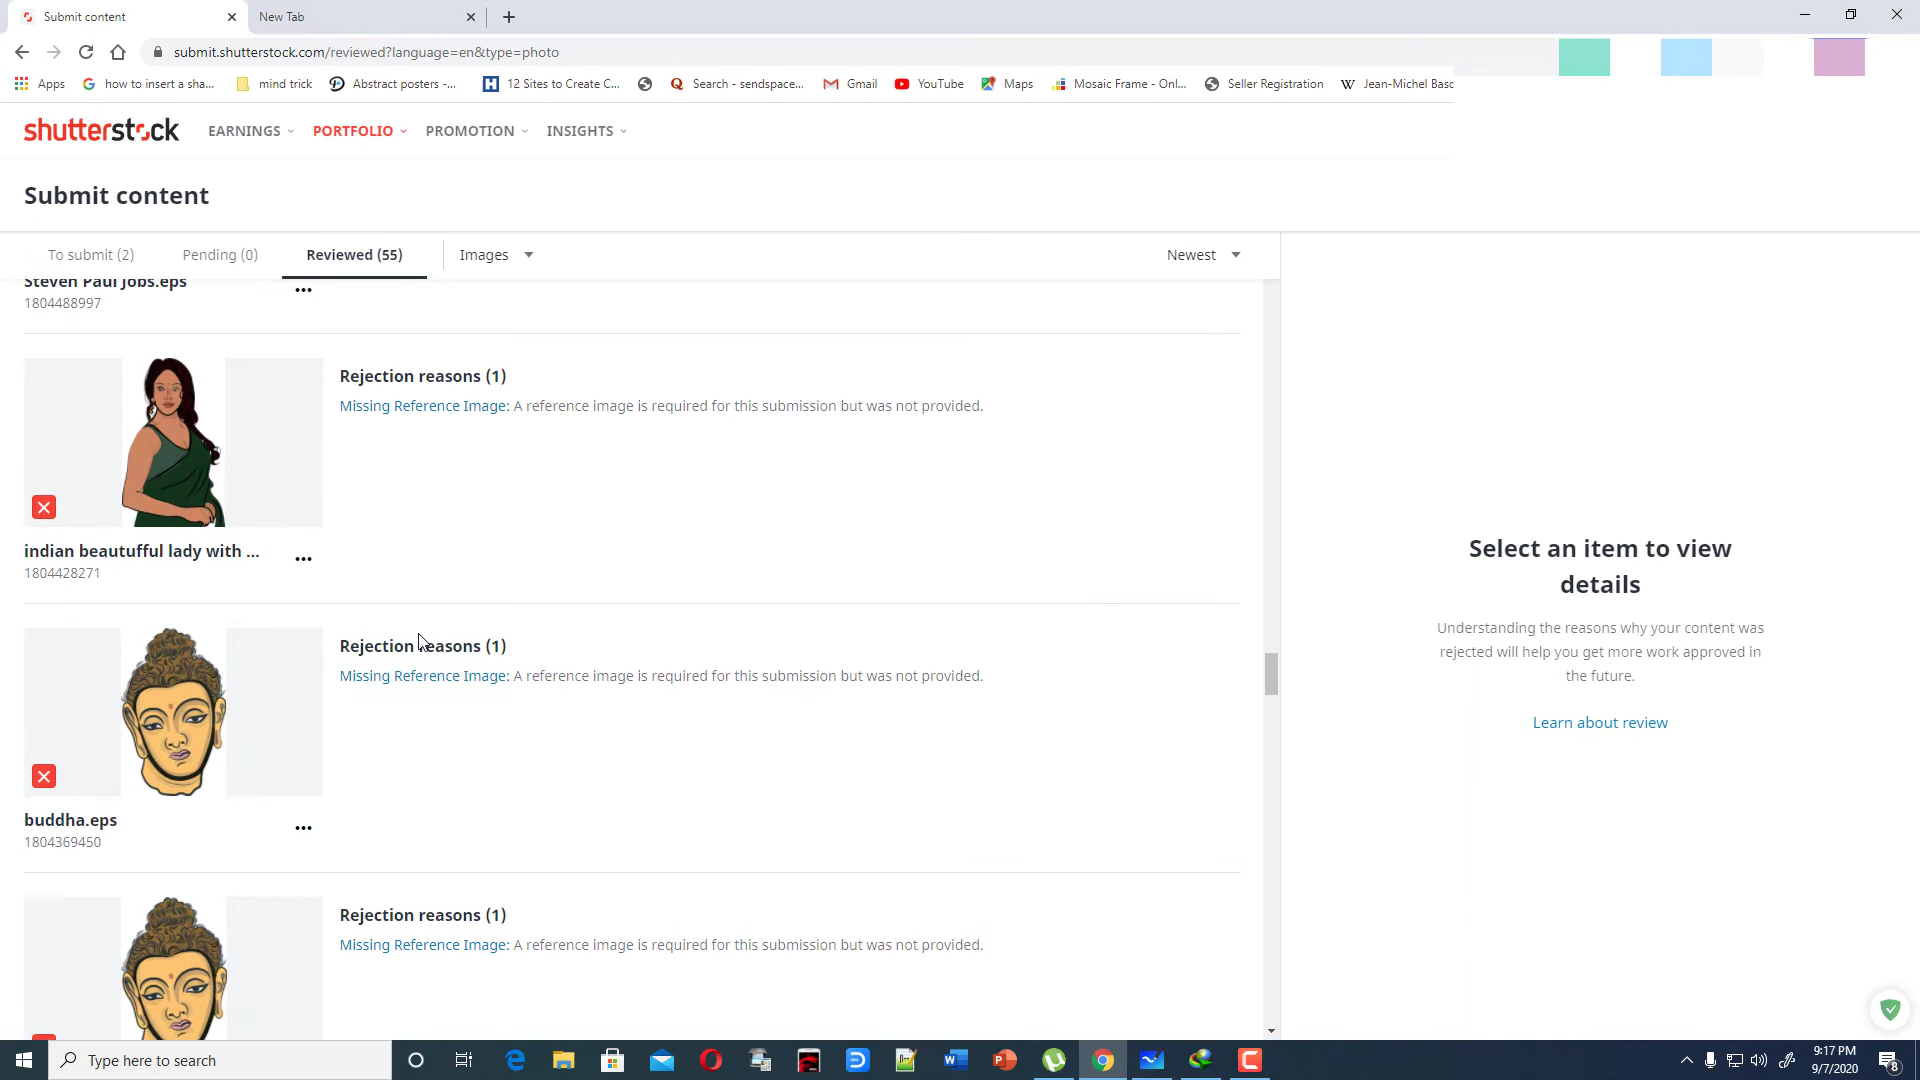 Submit content
New Tab
submit.shutterstock.com/reviewed?language=en&type=photo
Apps
how to insert a sha...
mind trick
Abstract posters -...
12 Sites to Create C...
Search - sendspace...
Gmail
YouTube
Maps
Mosaic Frame - Onl...
Seller Registration
Jean-Michel Basc
shutterstock
EARNINGS
PORTFOLIO
PROMOTION
INSIGHTS
Submit content
To submit (2)
Pending (0)
Reviewed (55)
Images
Newest
Steven Paul Jobs.eps
1804488997
Rejection reasons (1)
Missing Reference Image: A reference image is required for this submission but was not provided.
indian beautufful lady with ...
1804428271
Rejection reasons (1)
Missing Reference Image: A reference image is required for this submission but was not provided.
buddha.eps
1804369450
Rejection reasons (1)
Missing Reference Image: A reference image is required for this submission but was not provided.
Select an item to view
details
Understanding the reasons why your content was
rejected will help you get more work approved in
the future.
Learn about review
Type here to search
9:17 PM
9/7/2020
8